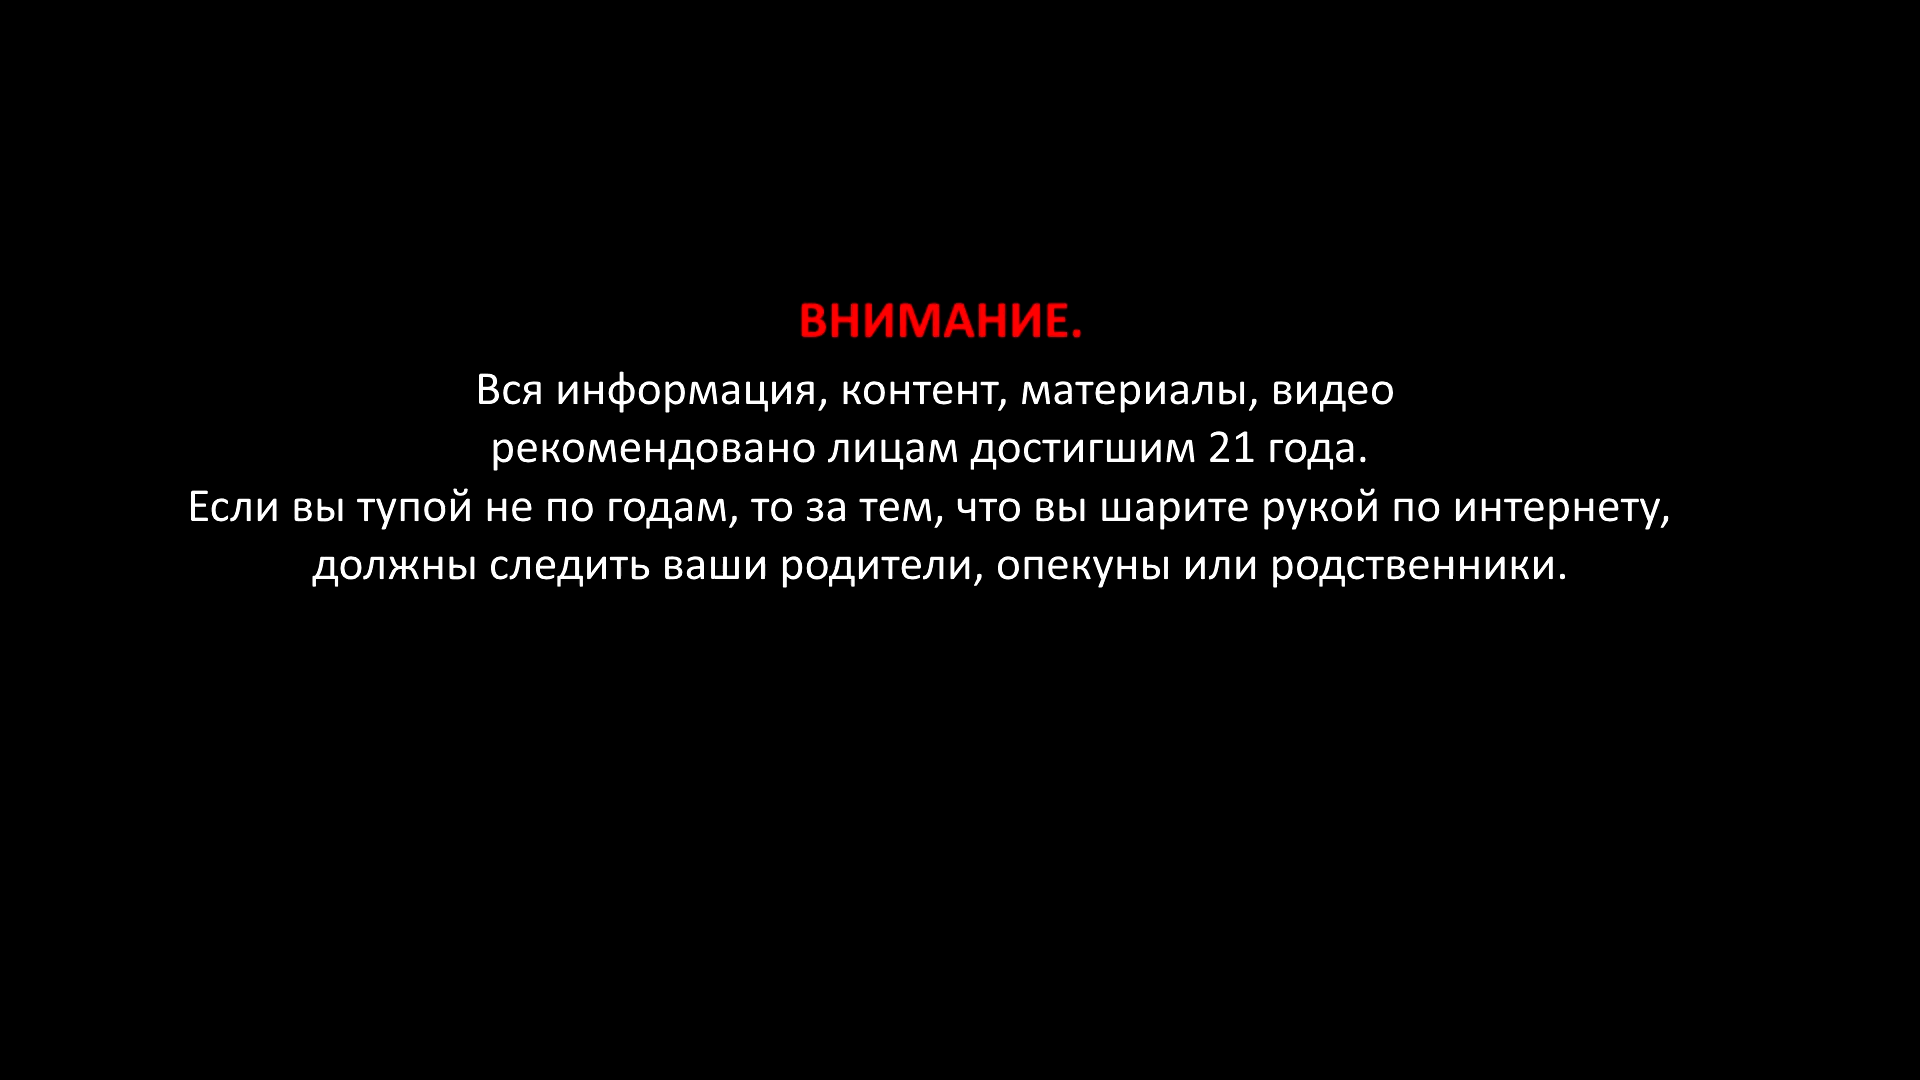 ВНИМАНИЕ.
Вся информация, контент, материалы, видео
рекомендовано лицам достигшим 21 года.
Если вы тупой не по годам, то за тем, что вы шарите рукой по интернету,
должны следить ваши родители, опекуны или родственники.